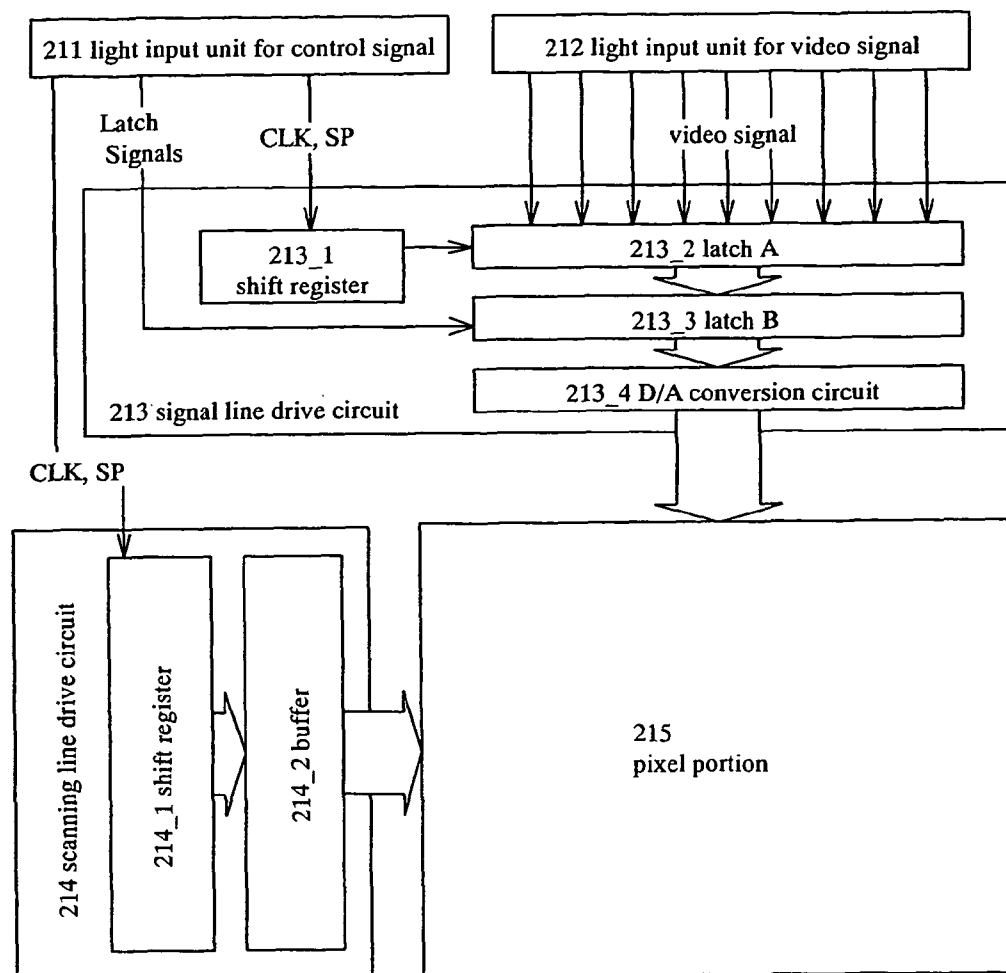 211 light input unit for control signal
212 light input unit for video signal
Latch
Signals
CLK, SP
video signal
213_1
shift register
213_2 latch A
213_3 latch B
213_4 D/A conversion circuit
213 signal line drive circuit
CLK, SP
214 scanning line drive circuit
214_1 shift register
214_2 buffer
215
pixel portion